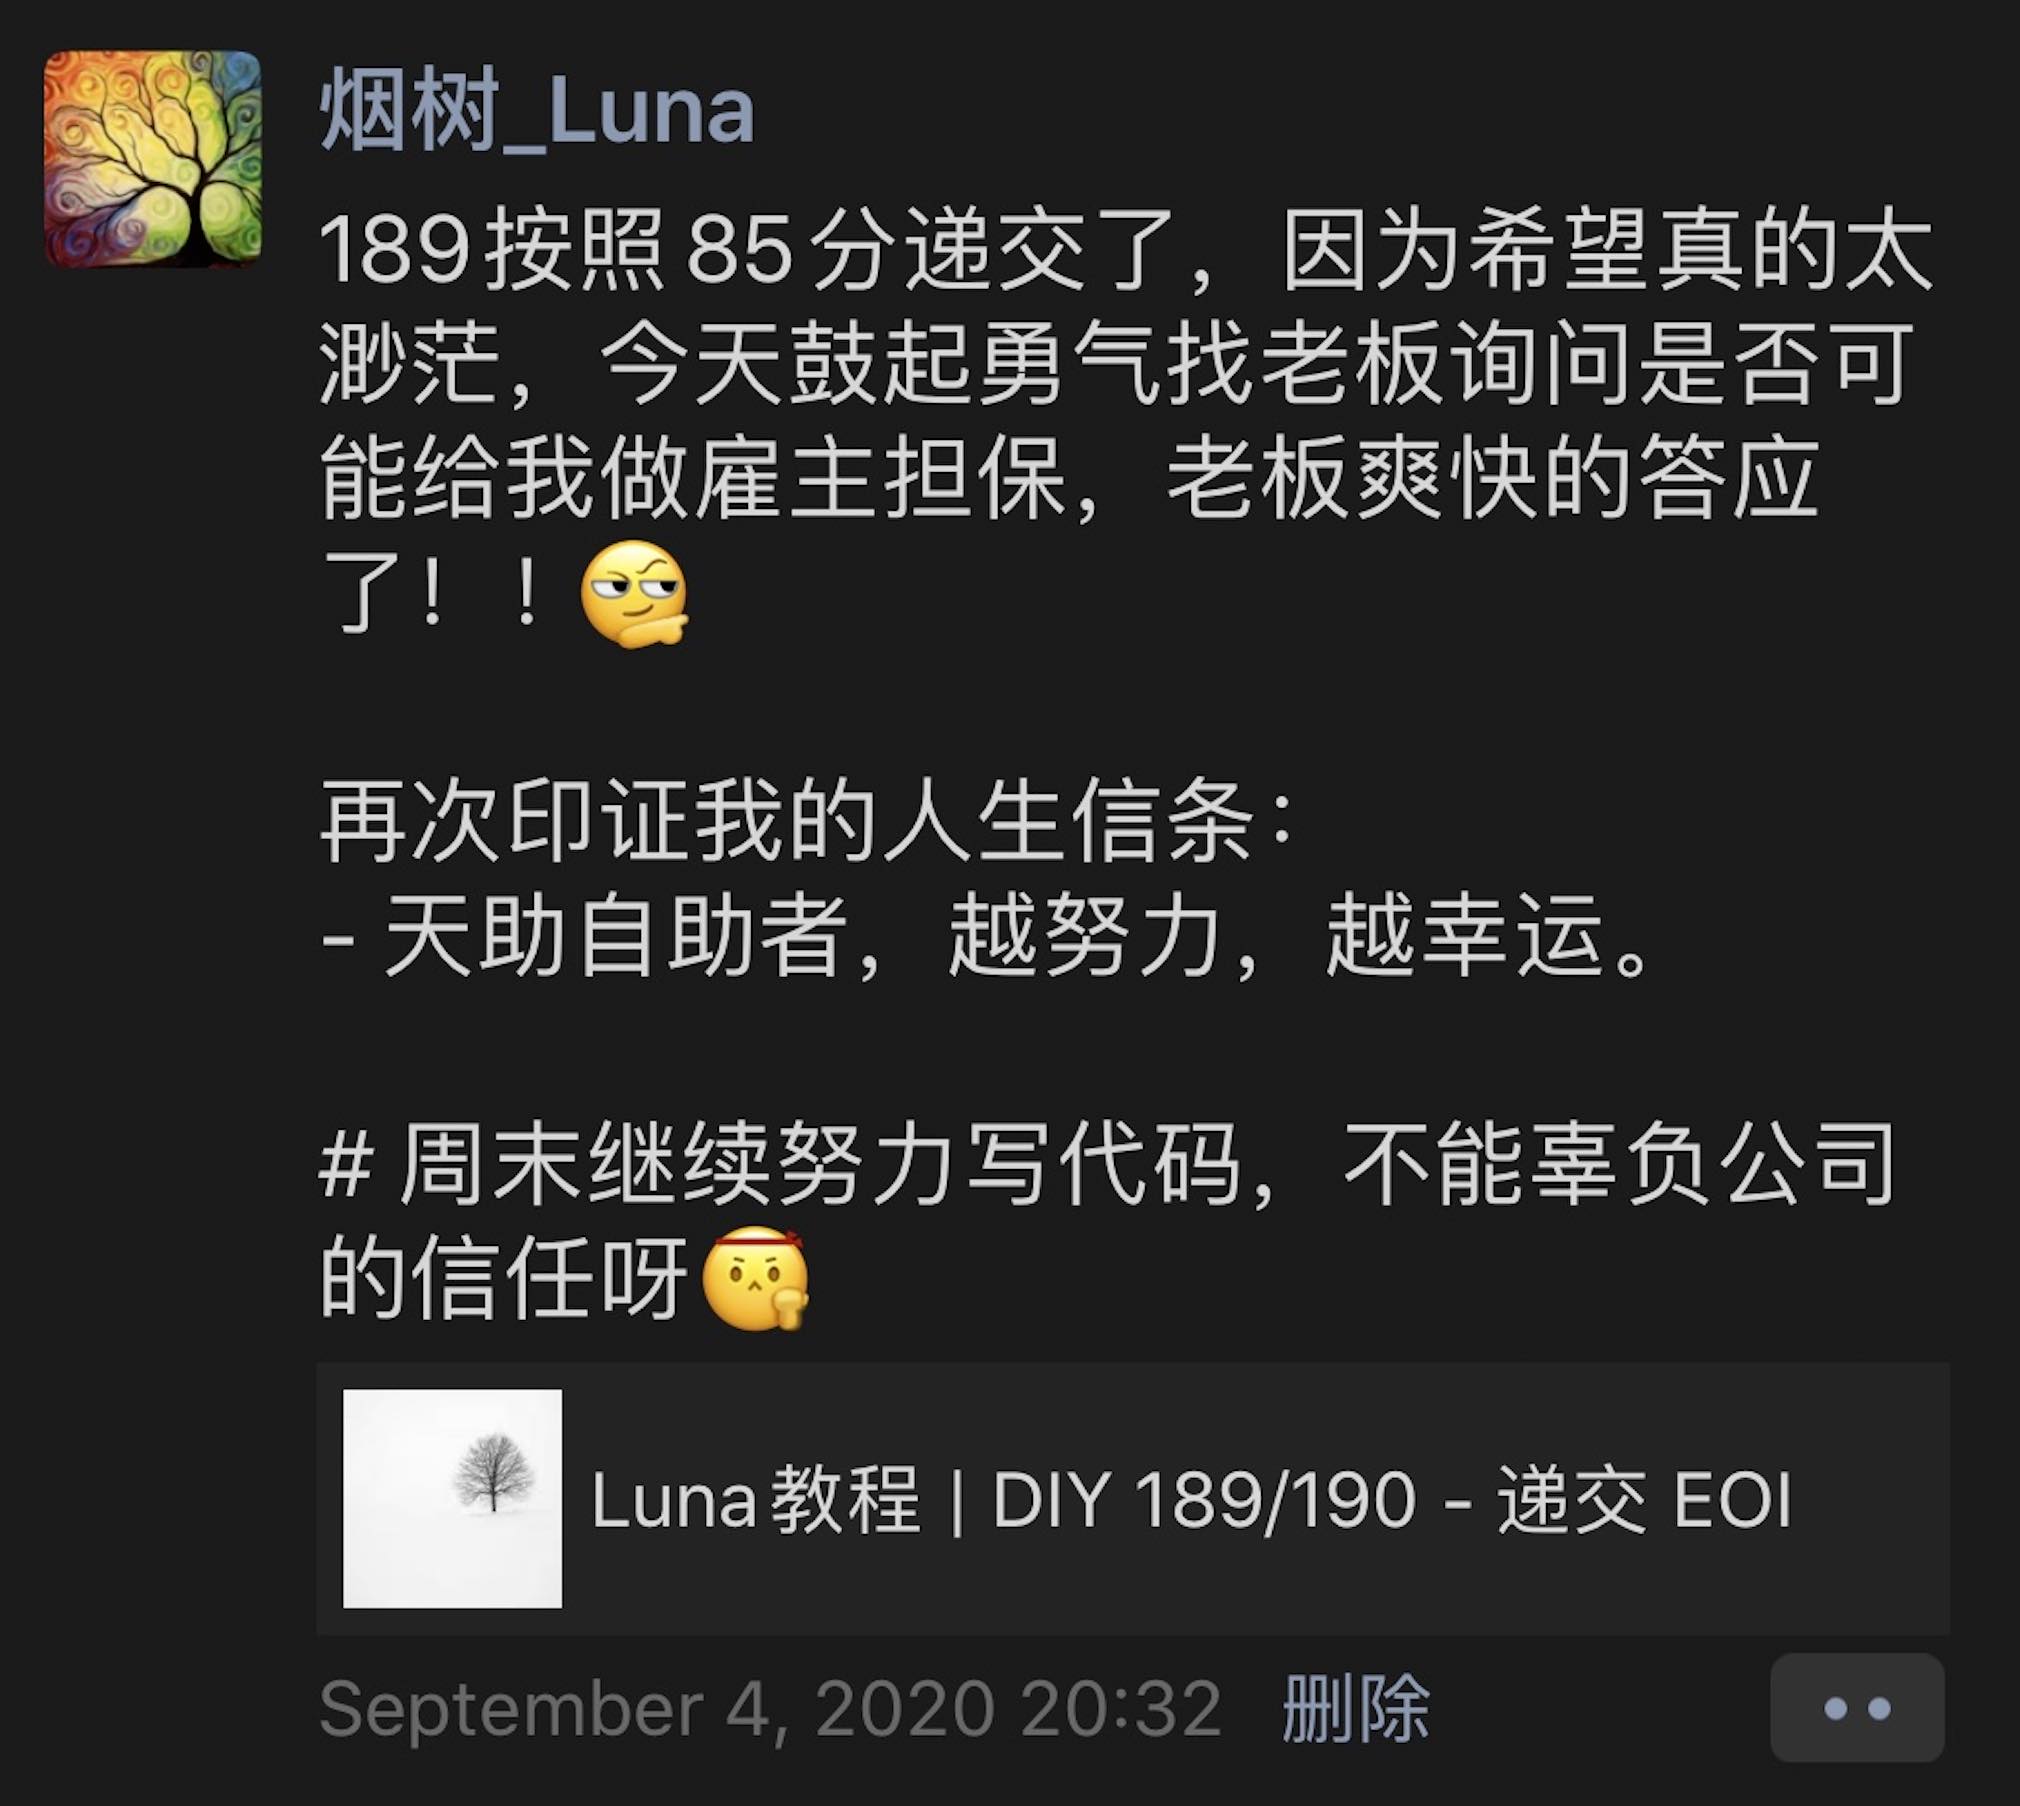 烟树_Luna
189按照 85分递交了，因为希望真的太
渺茫，今天鼓起勇气找老板询问是否可
能给我做雇主担保，老板爽快的答应
了！！
再次印证我的人生信条：
- 天助自助者，越努力，越幸运。
# 周末继续努力写代码，不能辜负公司
的信任呀
Luna教程 | DIY 189/190 - 递交 EOI
September 4, 2020 20:32 删除